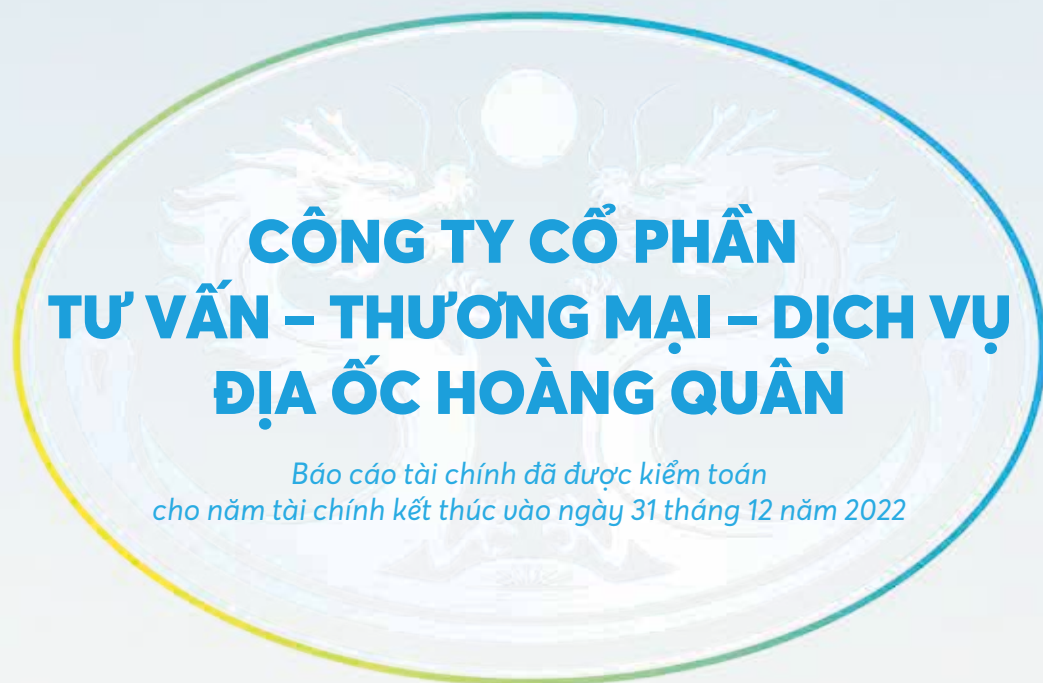 CÔNG TY CỔ PHẦN
TƯ VẤN – THƯƠNG MẠI – DỊCH VỤ
ĐỊA ỐC HOÀNG QUÂN
Báo cáo tài chính đã được kiểm toán
cho năm tài chính kết thúc vào ngày 31 tháng 12 năm 2022